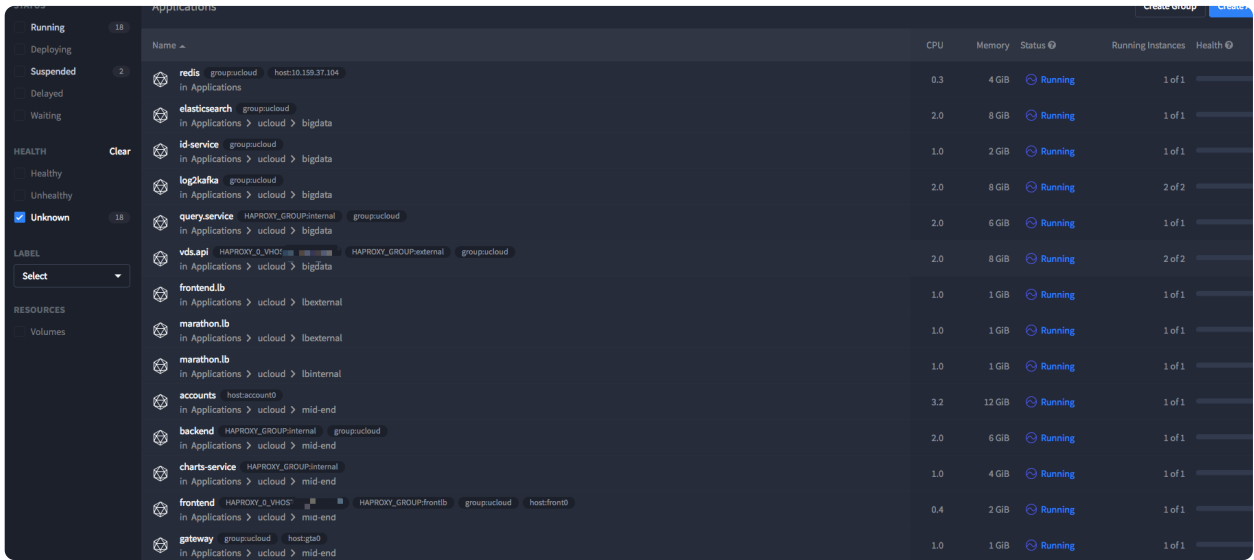 STATUS
Running 18
Deploying
Suspended 2
Delayed
Waiting
HEALTH Clear
Healthy
Unhealthy
Unknown 18
LABEL
Select
RESOURCES
Volumes
Applications Create Group Create
Name CPU Memory Status Running Instances Health
redis group:ucloud host:10.159.37.104
in Applications
0.3 4 GiB Running 1 of 1
elasticsearch group:ucloud
in Applications > ucloud > bigdata
2.0 8 GiB Running 1 of 1
id-service group:ucloud
in Applications > ucloud > bigdata
1.0 2 GiB Running 1 of 1
log2kafka group:ucloud
in Applications > ucloud > bigdata
2.0 8 GiB Running 2 of 2
query.service HAPROXY_GROUP:internal group:ucloud
in Applications > ucloud > bigdata
2.0 6 GiB Running 1 of 1
vds.api HAPROXY_0_VHOS HAPROXY_GROUP:external group:ucloud
in Applications > ucloud > bigdata
2.0 8 GiB Running 2 of 2
frontend.lb
in Applications > ucloud > lbexternal
1.0 1 GiB Running 1 of 1
marathon.lb
in Applications > ucloud > lbexternal
1.0 1 GiB Running 1 of 1
marathon.lb
in Applications > ucloud > lbinternal
1.0 1 GiB Running 1 of 1
accounts host:account0
in Applications > ucloud > mid-end
3.2 12 GiB Running 1 of 1
backend HAPROXY_GROUP:internal group:ucloud
in Applications > ucloud > mid-end
2.0 6 GiB Running 1 of 1
charts-service HAPROXY_GROUP:internal
in Applications > ucloud > mid-end
1.0 4 GiB Running 1 of 1
frontend HAPROXY_0_VHOS HAPROXY_GROUP:frontlb group:ucloud host:front0
in Applications > ucloud > mid-end
0.4 2 GiB Running 1 of 1
gateway group:ucloud host:gta0
in Applications > ucloud > mid-end
1.0 1 GiB Running 1 of 1